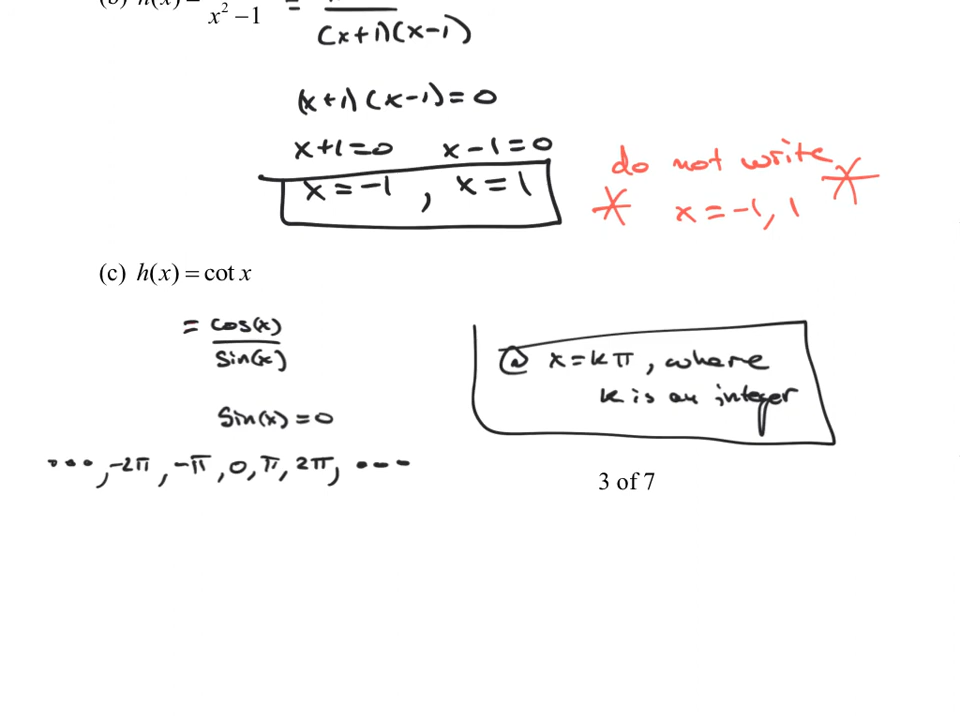 x² −1 =
(x+1)(x−1)
(x+1)(x−1)=0
x+1=0 x−1=0
x=−1 , x=1
do not write
x=−1, 1
(c) h(x) = cot x
= cos(x)
sin(x)
@ x=kπ, where
k is an integer
Sin(x)=0
..., −2π, −π, 0, π, 2π, ...
3 of 7